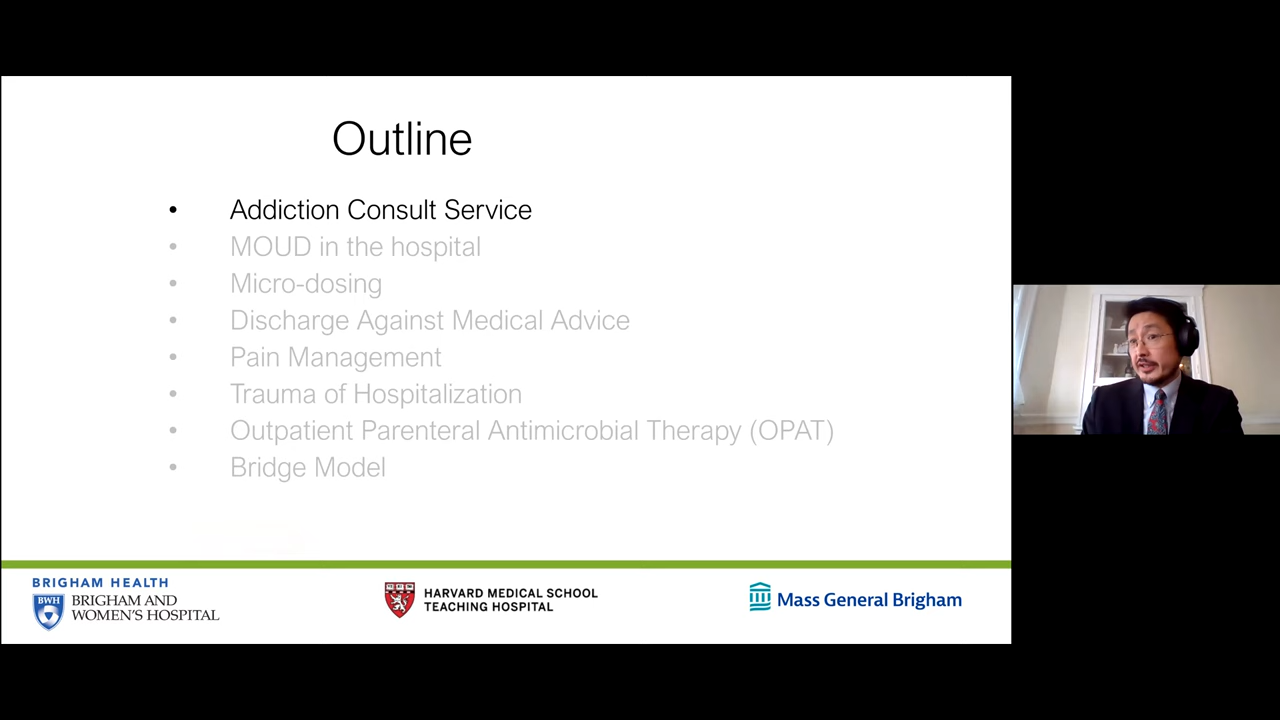 Outline
• Addiction Consult Service
• MOUD in the hospital
• Micro-dosing
• Discharge Against Medical Advice
• Pain Management
• Trauma of Hospitalization
• Outpatient Parenteral Antimicrobial Therapy (OPAT)
• Bridge Model
BRIGHAM HEALTH
BWH
BRIGHAM AND
WOMEN'S HOSPITAL
HARVARD MEDICAL SCHOOL
TEACHING HOSPITAL
Mass General Brigham